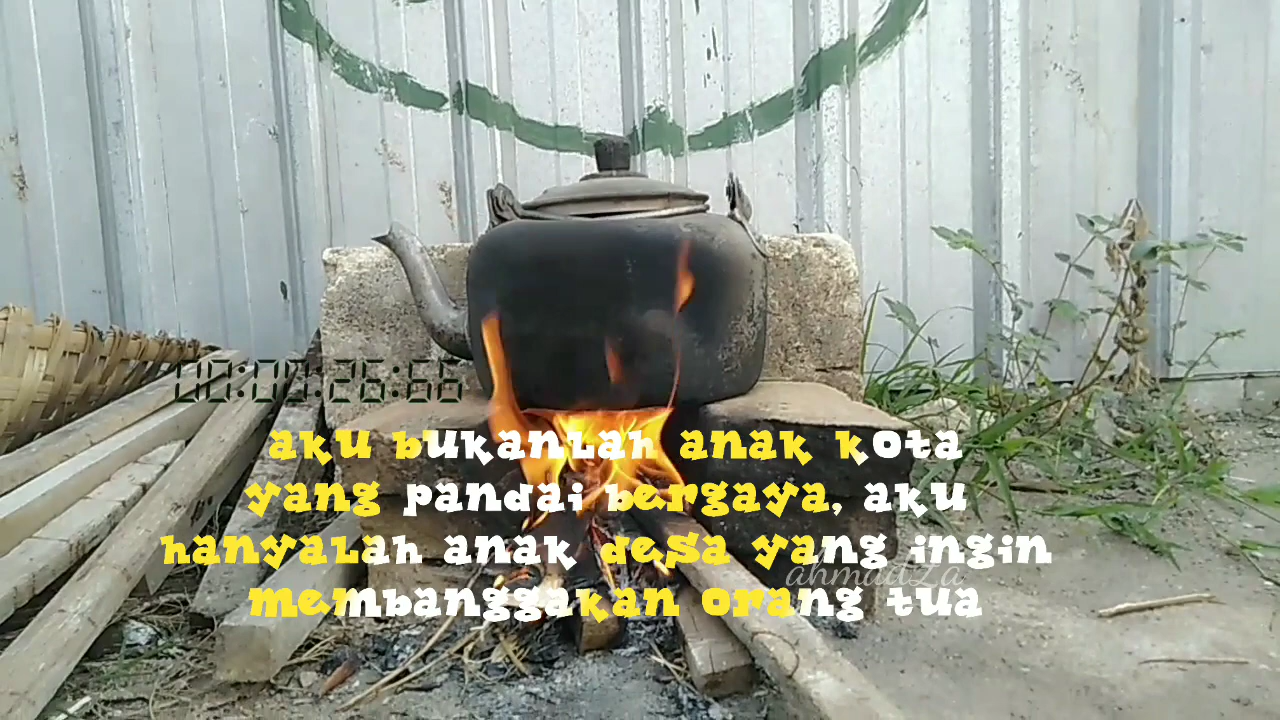 00:00:26:66
aku bukanlah anak kota
yang pandai bergaya, aku
hanyalah anak desa yang ingin
membanggakan orang tua
ahmadZa